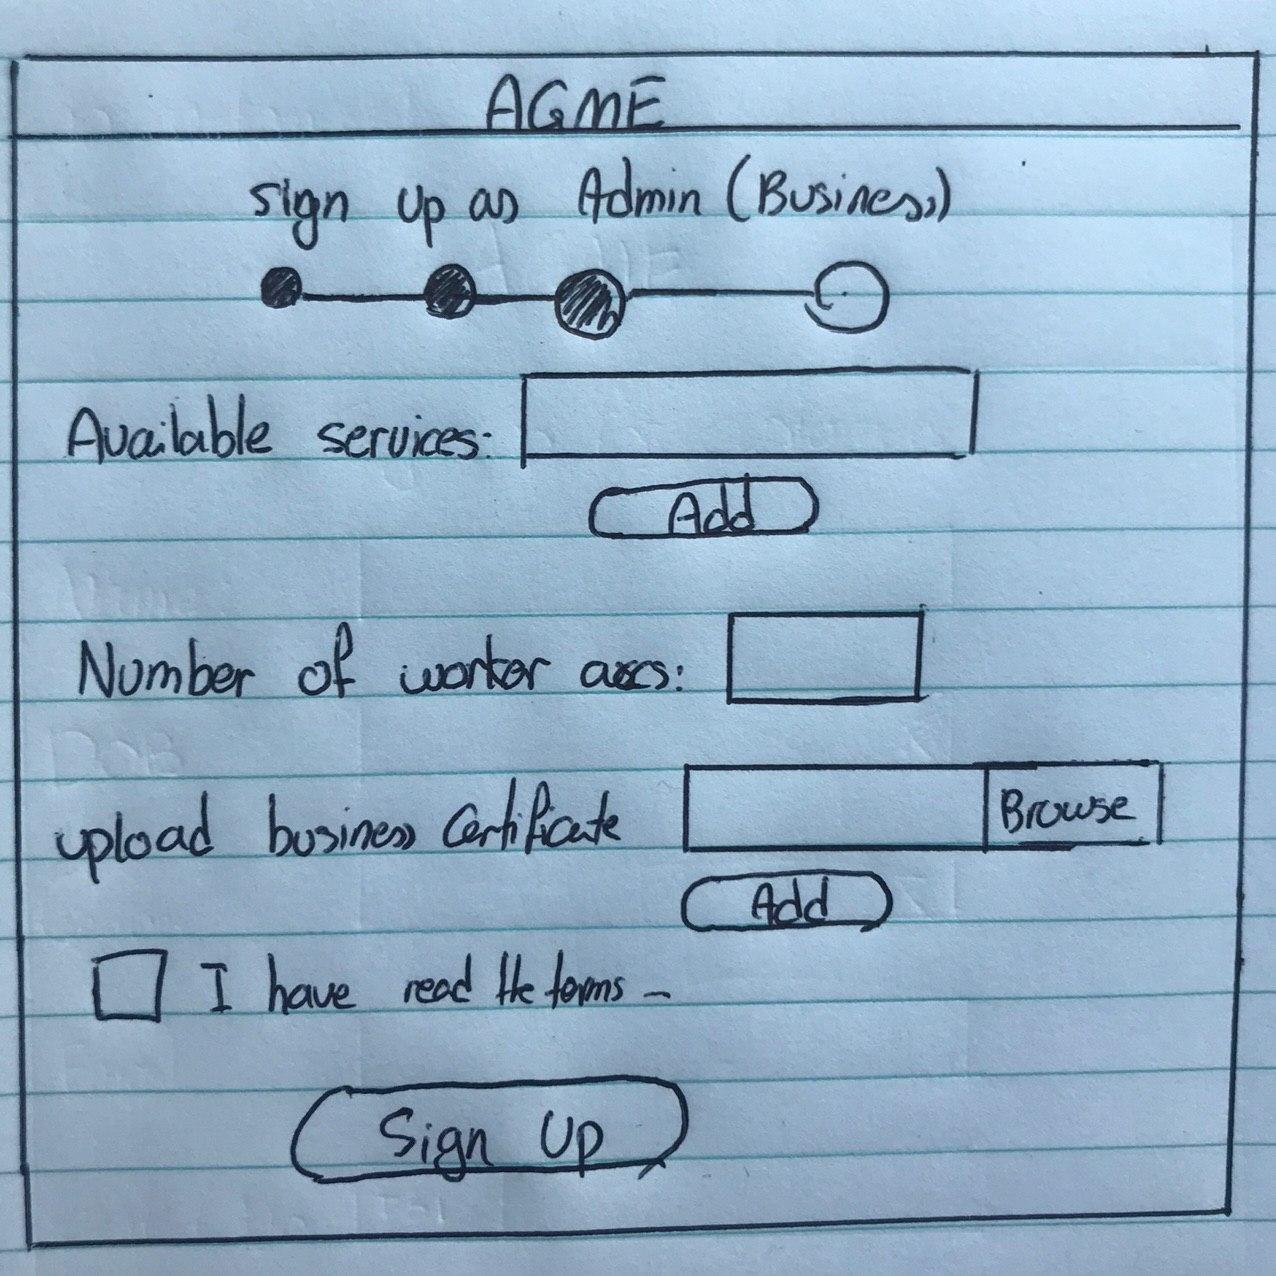 AGME
Sign up as Admin (Business)
Available services:
Add
Number of worker accs:
upload business Certificate
Browse
Add
I have read the terms -
Sign Up